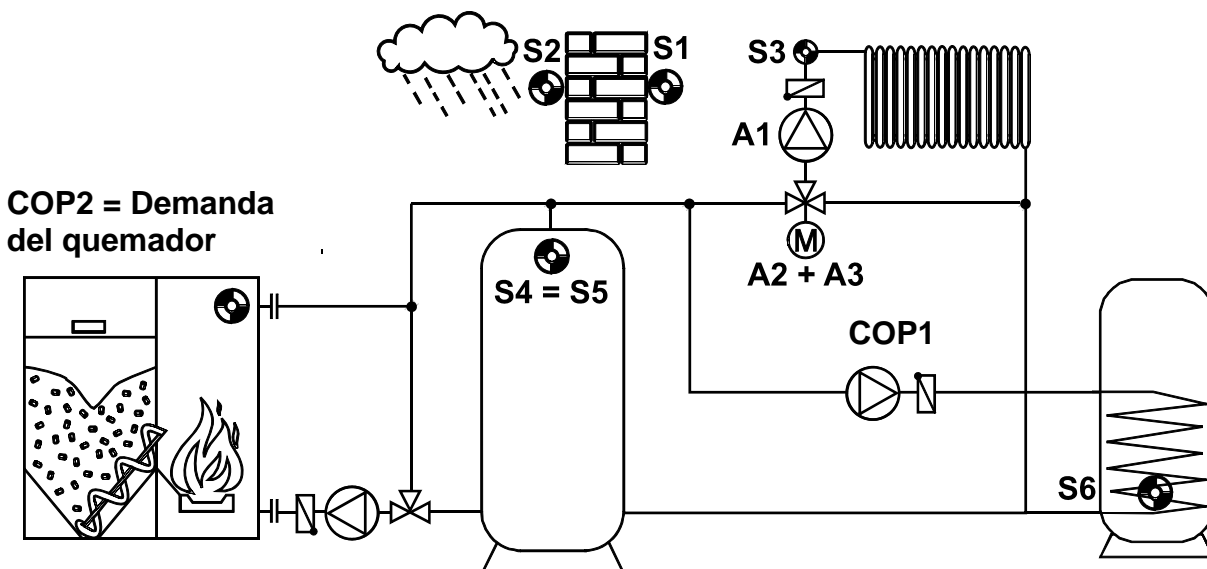 S2
S1
S3
A1
COP2 = Demanda
del quemador
M
A2 + A3
S4 = S5
COP1
S6